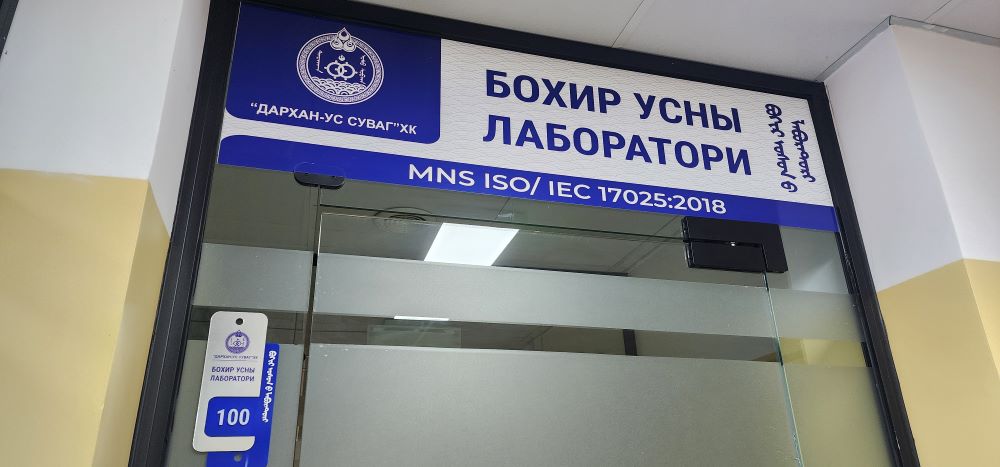 "ДАРХАН-УС СУВАГ"ХК
БОХИР УСНЫ
ЛАБОРАТОРИ
MNS ISO/ IEC 17025:2018
"ДАРХАН-УС СУВАГ"ХК
БОХИР УСНЫ
ЛАБОРАТОРИ
100